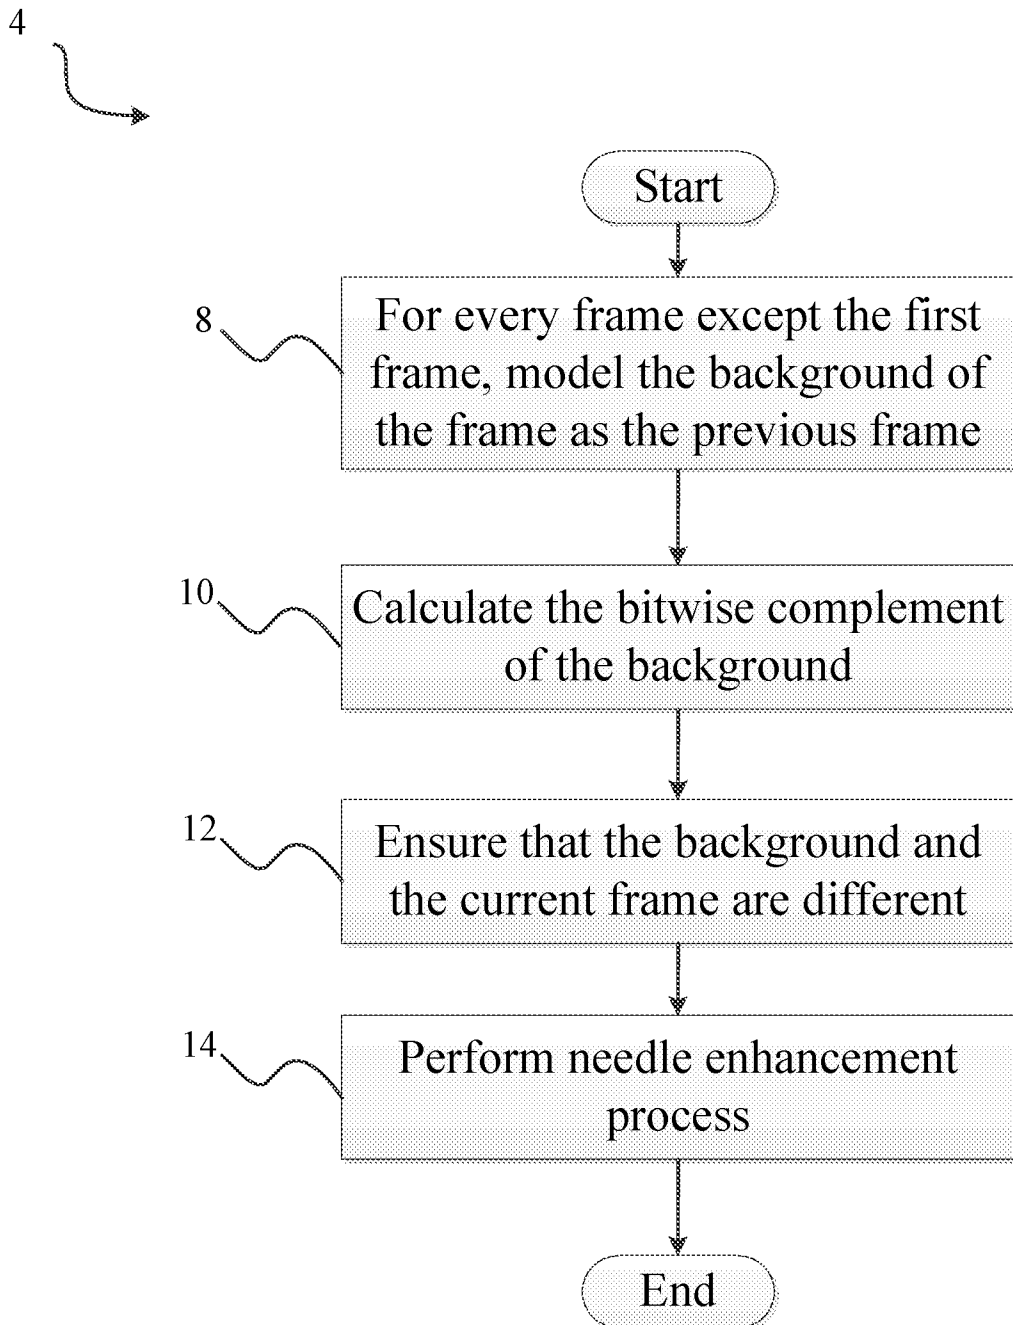 4
Start
8
For every frame except the first
frame, model the background of
the frame as the previous frame
10
Calculate the bitwise complement
of the background
12
Ensure that the background and
the current frame are different
14
Perform needle enhancement
process
End